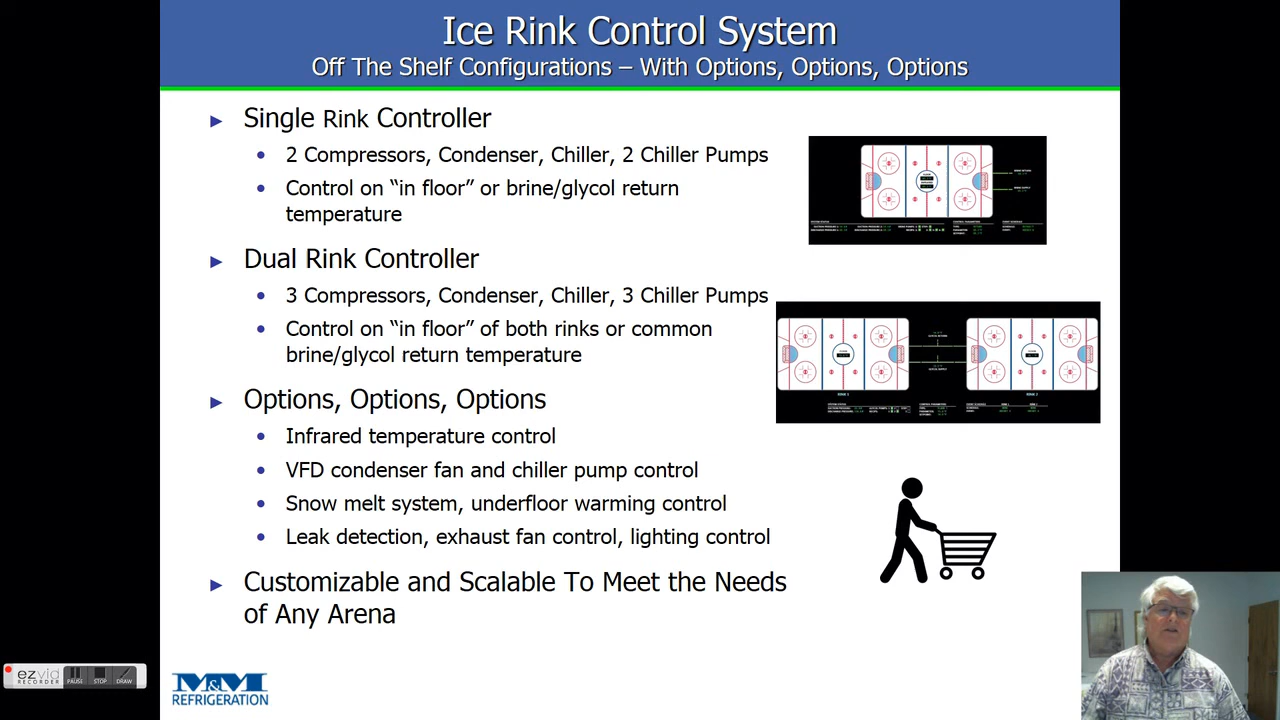 Ice Rink Control System
Off The Shelf Configurations – With Options, Options, Options
► Single Rink Controller
• 2 Compressors, Condenser, Chiller, 2 Chiller Pumps
• Control on “in floor” or brine/glycol return
temperature
► Dual Rink Controller
• 3 Compressors, Condenser, Chiller, 3 Chiller Pumps
• Control on “in floor” of both rinks or common
brine/glycol return temperature
► Options, Options, Options
• Infrared temperature control
• VFD condenser fan and chiller pump control
• Snow melt system, underfloor warming control
• Leak detection, exhaust fan control, lighting control
► Customizable and Scalable To Meet the Needs
of Any Arena
ezvid
RECORDER
PAUSE
STOP
DRAW
M&M
REFRIGERATION